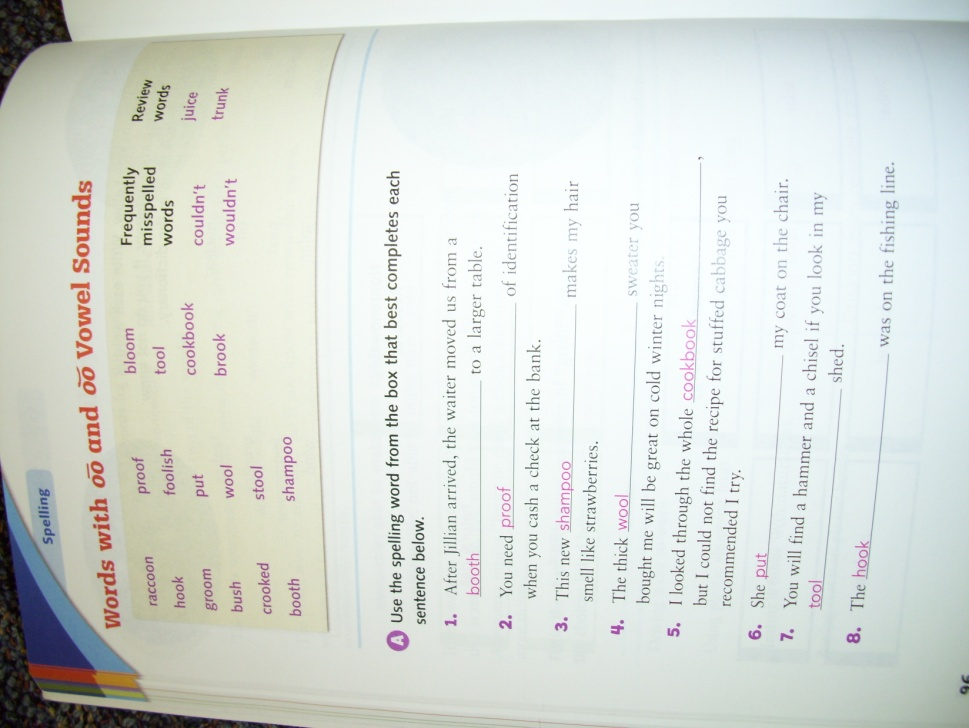 Spelling
Words with o͞o and o͝o Vowel Sounds
raccoon
hook
groom
bush
crooked
booth
proof
foolish
put
wool
stool
shampoo
bloom
tool
cookbook
brook
Frequently
misspelled
words
couldn't
wouldn't
Review
words
juice
trunk
A Use the spelling word from the box that best completes each
sentence below.
1. After Jillian arrived, the waiter moved us from a
booth to a larger table.
2. You need proof of identification
when you cash a check at the bank.
3. This new shampoo makes my hair
smell like strawberries.
4. The thick wool sweater you
bought me will be great on cold winter nights.
5. I looked through the whole cookbook,
but I could not find the recipe for stuffed cabbage you
recommended I try.
6. She put my coat on the chair.
7. You will find a hammer and a chisel if you look in my
tool shed.
8. The hook was on the fishing line.
96